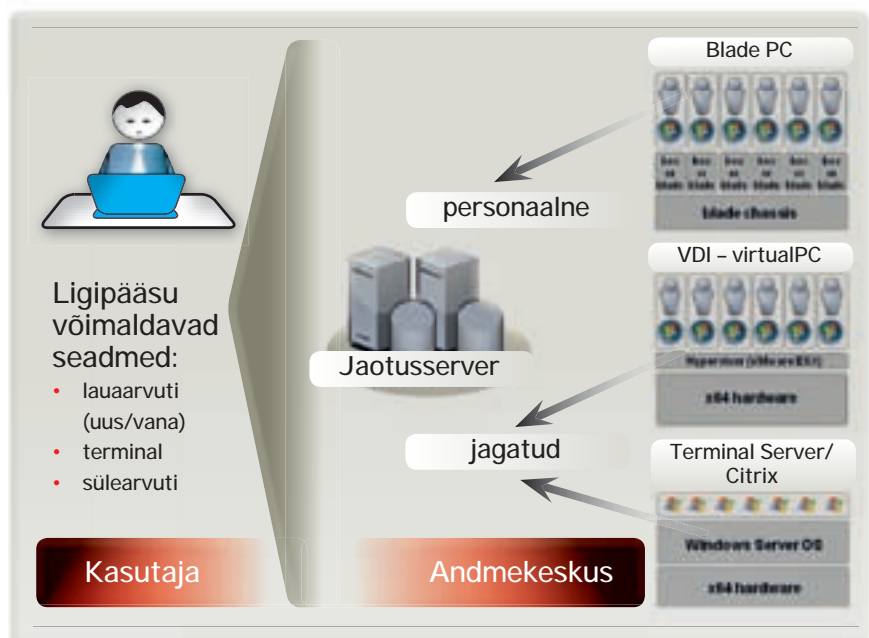 Ligipääsu
võimaldavad
seadmed:
• lauaarvuti
(uus/vana)
• terminal
• sülearvuti
Kasutaja
personaalne
Jaotusserver
jagatud
Andmekeskus
Blade PC
blade chassis
VDI – virtualPC
x64 hardware
Terminal Server/
Citrix
Windows Server OS
x64 hardware